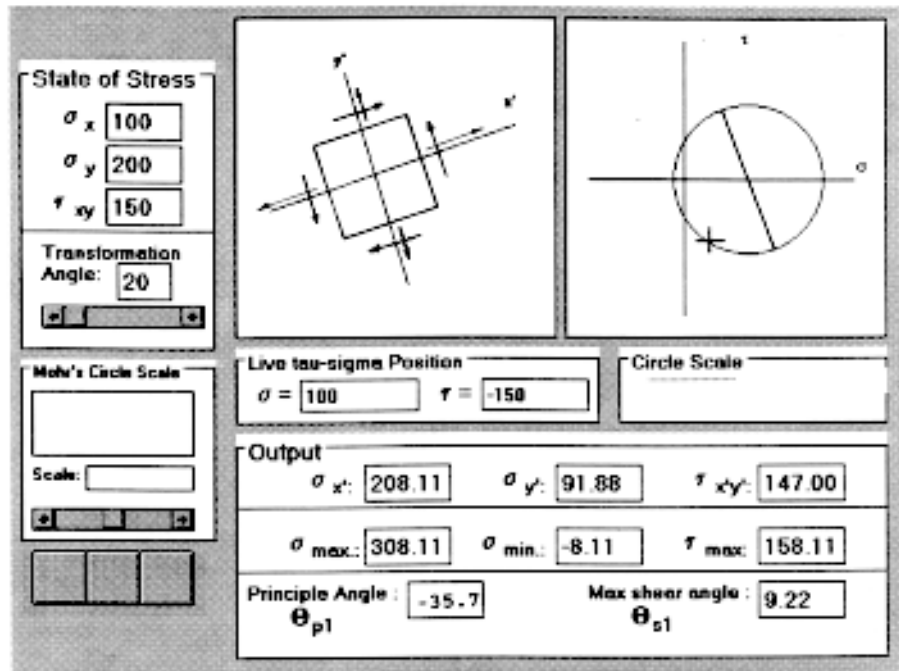 State of Stress
σ x 100
σ y 200
τ xy 150
Transformation
Angle: 20
Mohr's Circle Scale
Scale:
y'
x'
τ
σ
Live tau-sigma Position
σ = 100 τ = -150
Circle Scale
Output
σ x': 208.11 σ y': 91.88 τ x'y': 147.00
σ max.: 308.11 σ min.: -8.11 τ max: 158.11
Principle Angle : -35.7 Max shear angle : 9.22
Θ p1 Θ s1